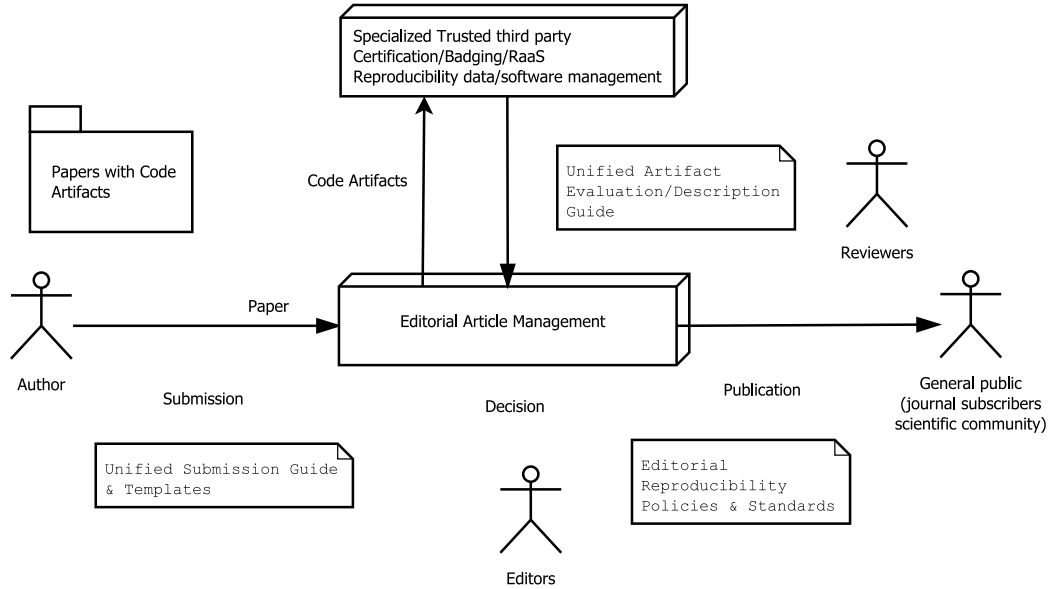 Specialized Trusted third party
Certification/Badging/RaaS
Reproducibility data/software management
Papers with Code
Artifacts
Code Artifacts
Unified Artifact
Evaluation/Description
Guide
Reviewers
Paper
Editorial Article Management
Author
Submission
Decision
Publication
General public
(journal subscribers
scientific community)
Unified Submission Guide
& Templates
Editorial
Reproducibility
Policies & Standards
Editors